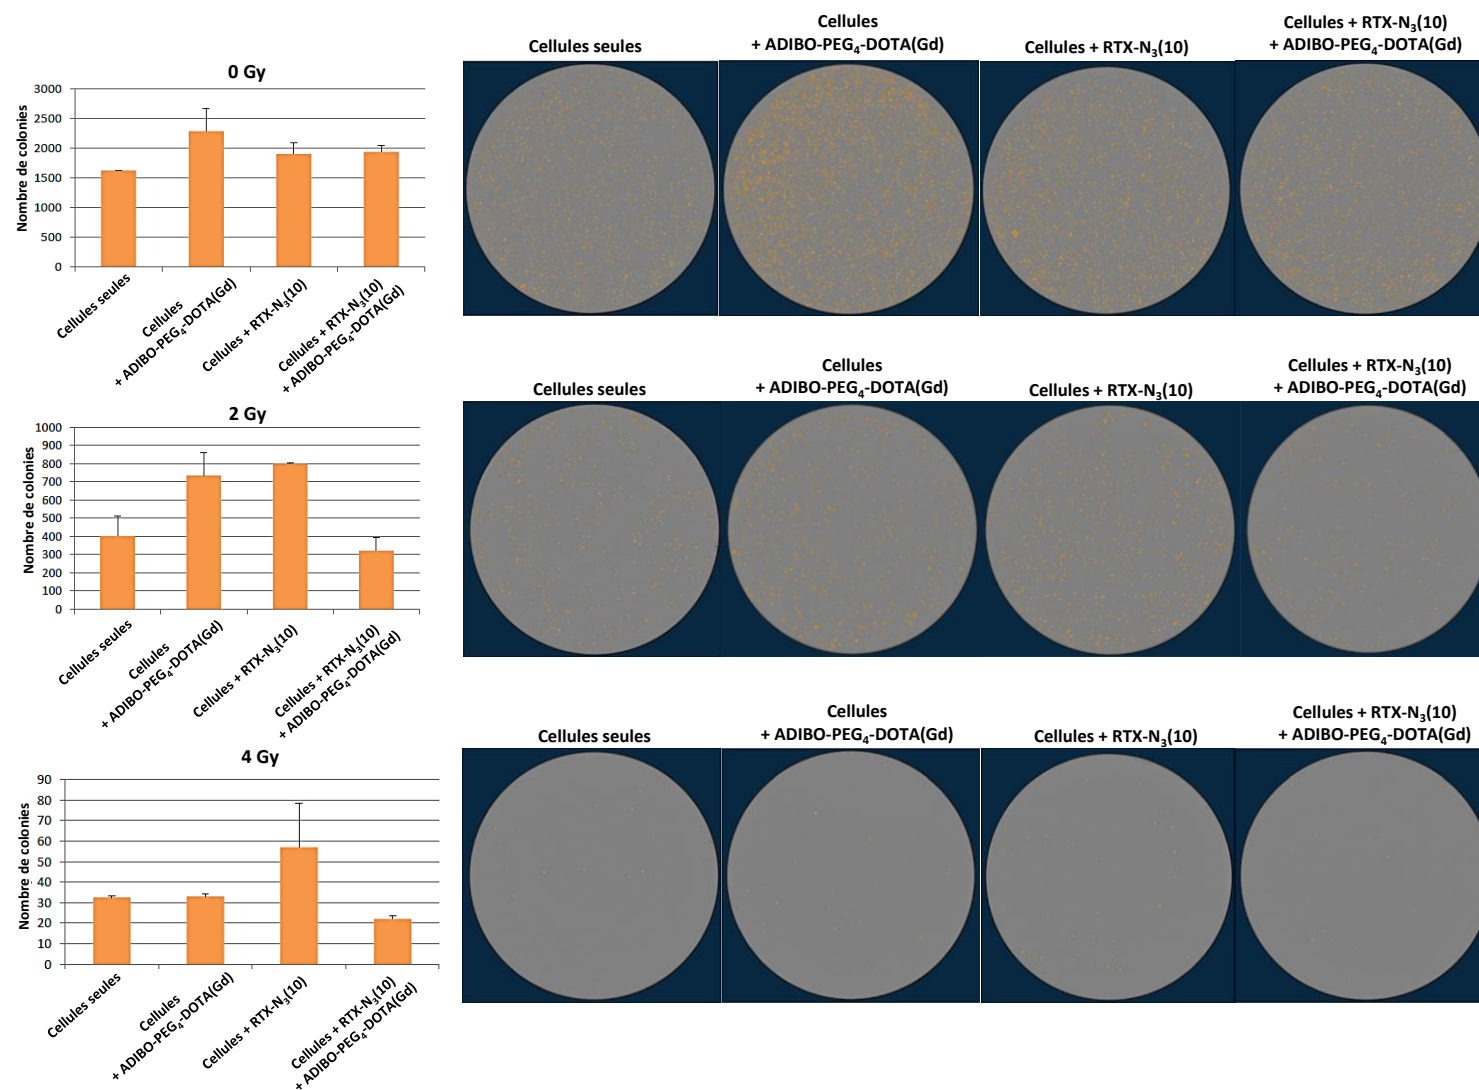 0 Gy
Nombre de colonies
3000
2500
2000
1500
1000
500
0
Cellules seules
Cellules
+ ADIBO-PEG₄-DOTA(Gd)
Cellules + RTX-N₃(10)
Cellules + RTX-N₃(10)
+ ADIBO-PEG₄-DOTA(Gd)
Cellules seules
Cellules
+ ADIBO-PEG₄-DOTA(Gd)
Cellules + RTX-N₃(10)
Cellules + RTX-N₃(10)
+ ADIBO-PEG₄-DOTA(Gd)
2 Gy
Nombre de colonies
1000
900
800
700
600
500
400
300
200
100
0
Cellules seules
Cellules
+ ADIBO-PEG₄-DOTA(Gd)
Cellules + RTX-N₃(10)
Cellules + RTX-N₃(10)
+ ADIBO-PEG₄-DOTA(Gd)
Cellules seules
Cellules
+ ADIBO-PEG₄-DOTA(Gd)
Cellules + RTX-N₃(10)
Cellules + RTX-N₃(10)
+ ADIBO-PEG₄-DOTA(Gd)
4 Gy
Nombre de colonies
90
80
70
60
50
40
30
20
10
0
Cellules seules
Cellules
+ ADIBO-PEG₄-DOTA(Gd)
Cellules + RTX-N₃(10)
Cellules + RTX-N₃(10)
+ ADIBO-PEG₄-DOTA(Gd)
Cellules seules
Cellules
+ ADIBO-PEG₄-DOTA(Gd)
Cellules + RTX-N₃(10)
Cellules + RTX-N₃(10)
+ ADIBO-PEG₄-DOTA(Gd)